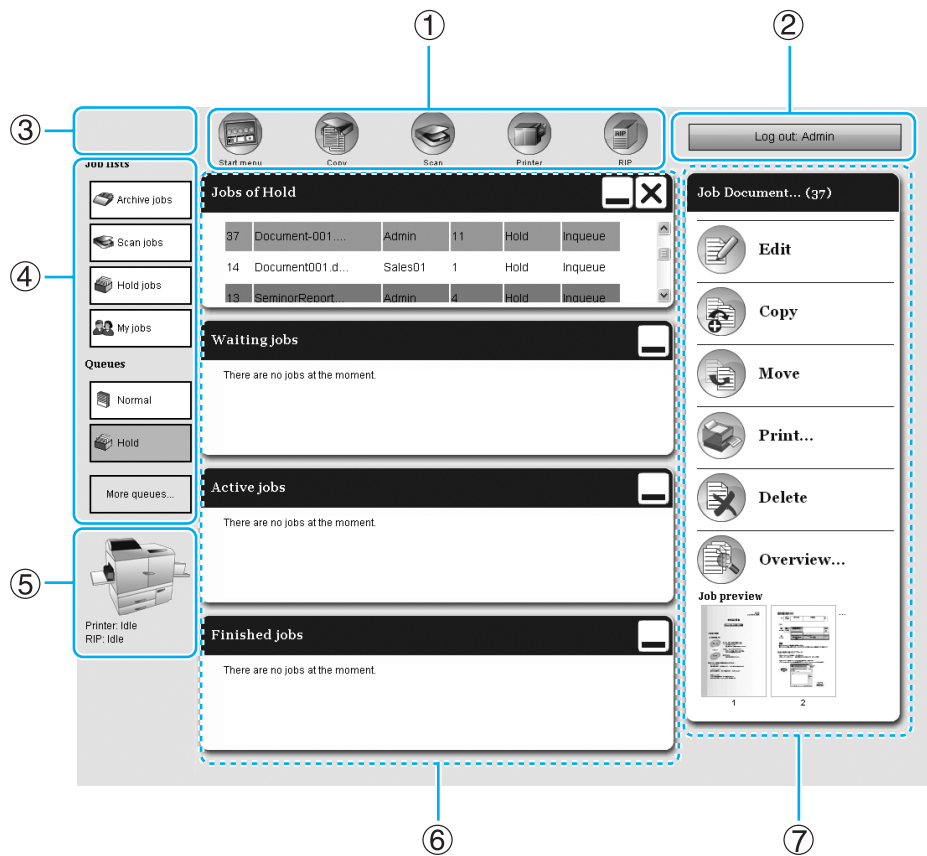 ① ②
③
Start menu Copy Scan Printer RIP
RIP
Log out: Admin
④
Job lists
Archive jobs
Scan jobs
Hold jobs
My jobs
Queues
Normal
Hold
More queues...
⑤
Printer: Idle
RIP: Idle
Jobs of Hold
37 Document-001.... Admin 11 Hold Inqueue
14 Document001.d... Sales01 1 Hold Inqueue
13 SeminorReport... Admin 4 Hold Inqueue
Waiting jobs
There are no jobs at the moment.
Active jobs
There are no jobs at the moment.
Finished jobs
There are no jobs at the moment.
Job Document... (37)
Edit
Copy
Move
Print...
Delete
Overview...
Job preview
...
1 2
⑥ ⑦